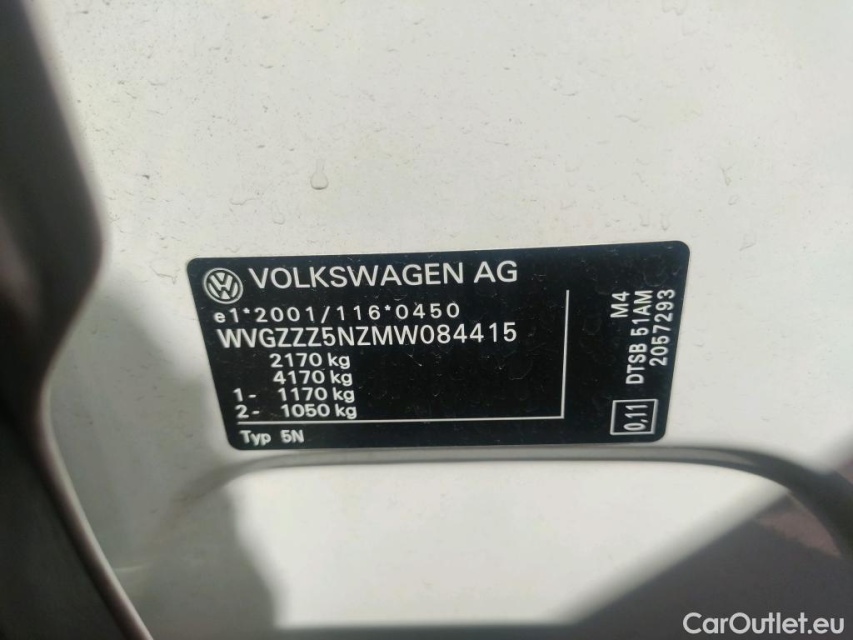 VOLKSWAGEN AG
e1*2001/116*0450
WVGZZZ5NZMW084415
2170 kg
4170 kg
1- 1170 kg
2- 1050 kg
Typ 5N
M4
DTSB 51AM
2057293
0,11
CarOutlet.eu